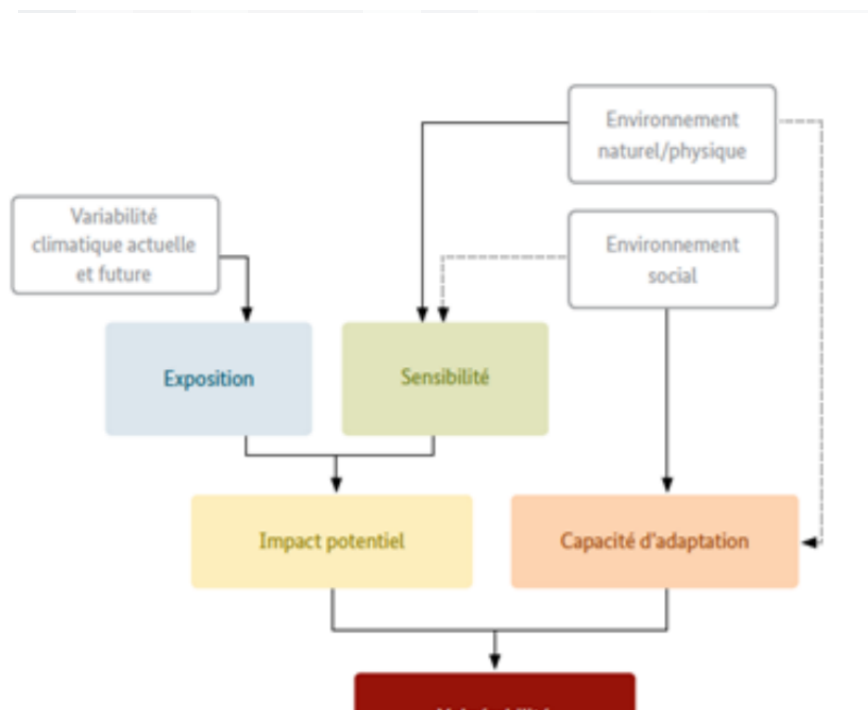 Environnement
naturel/physique
Variabilité
climatique actuelle
et future
Environnement
social
Exposition
Sensibilité
Impact potentiel
Capacité d'adaptation